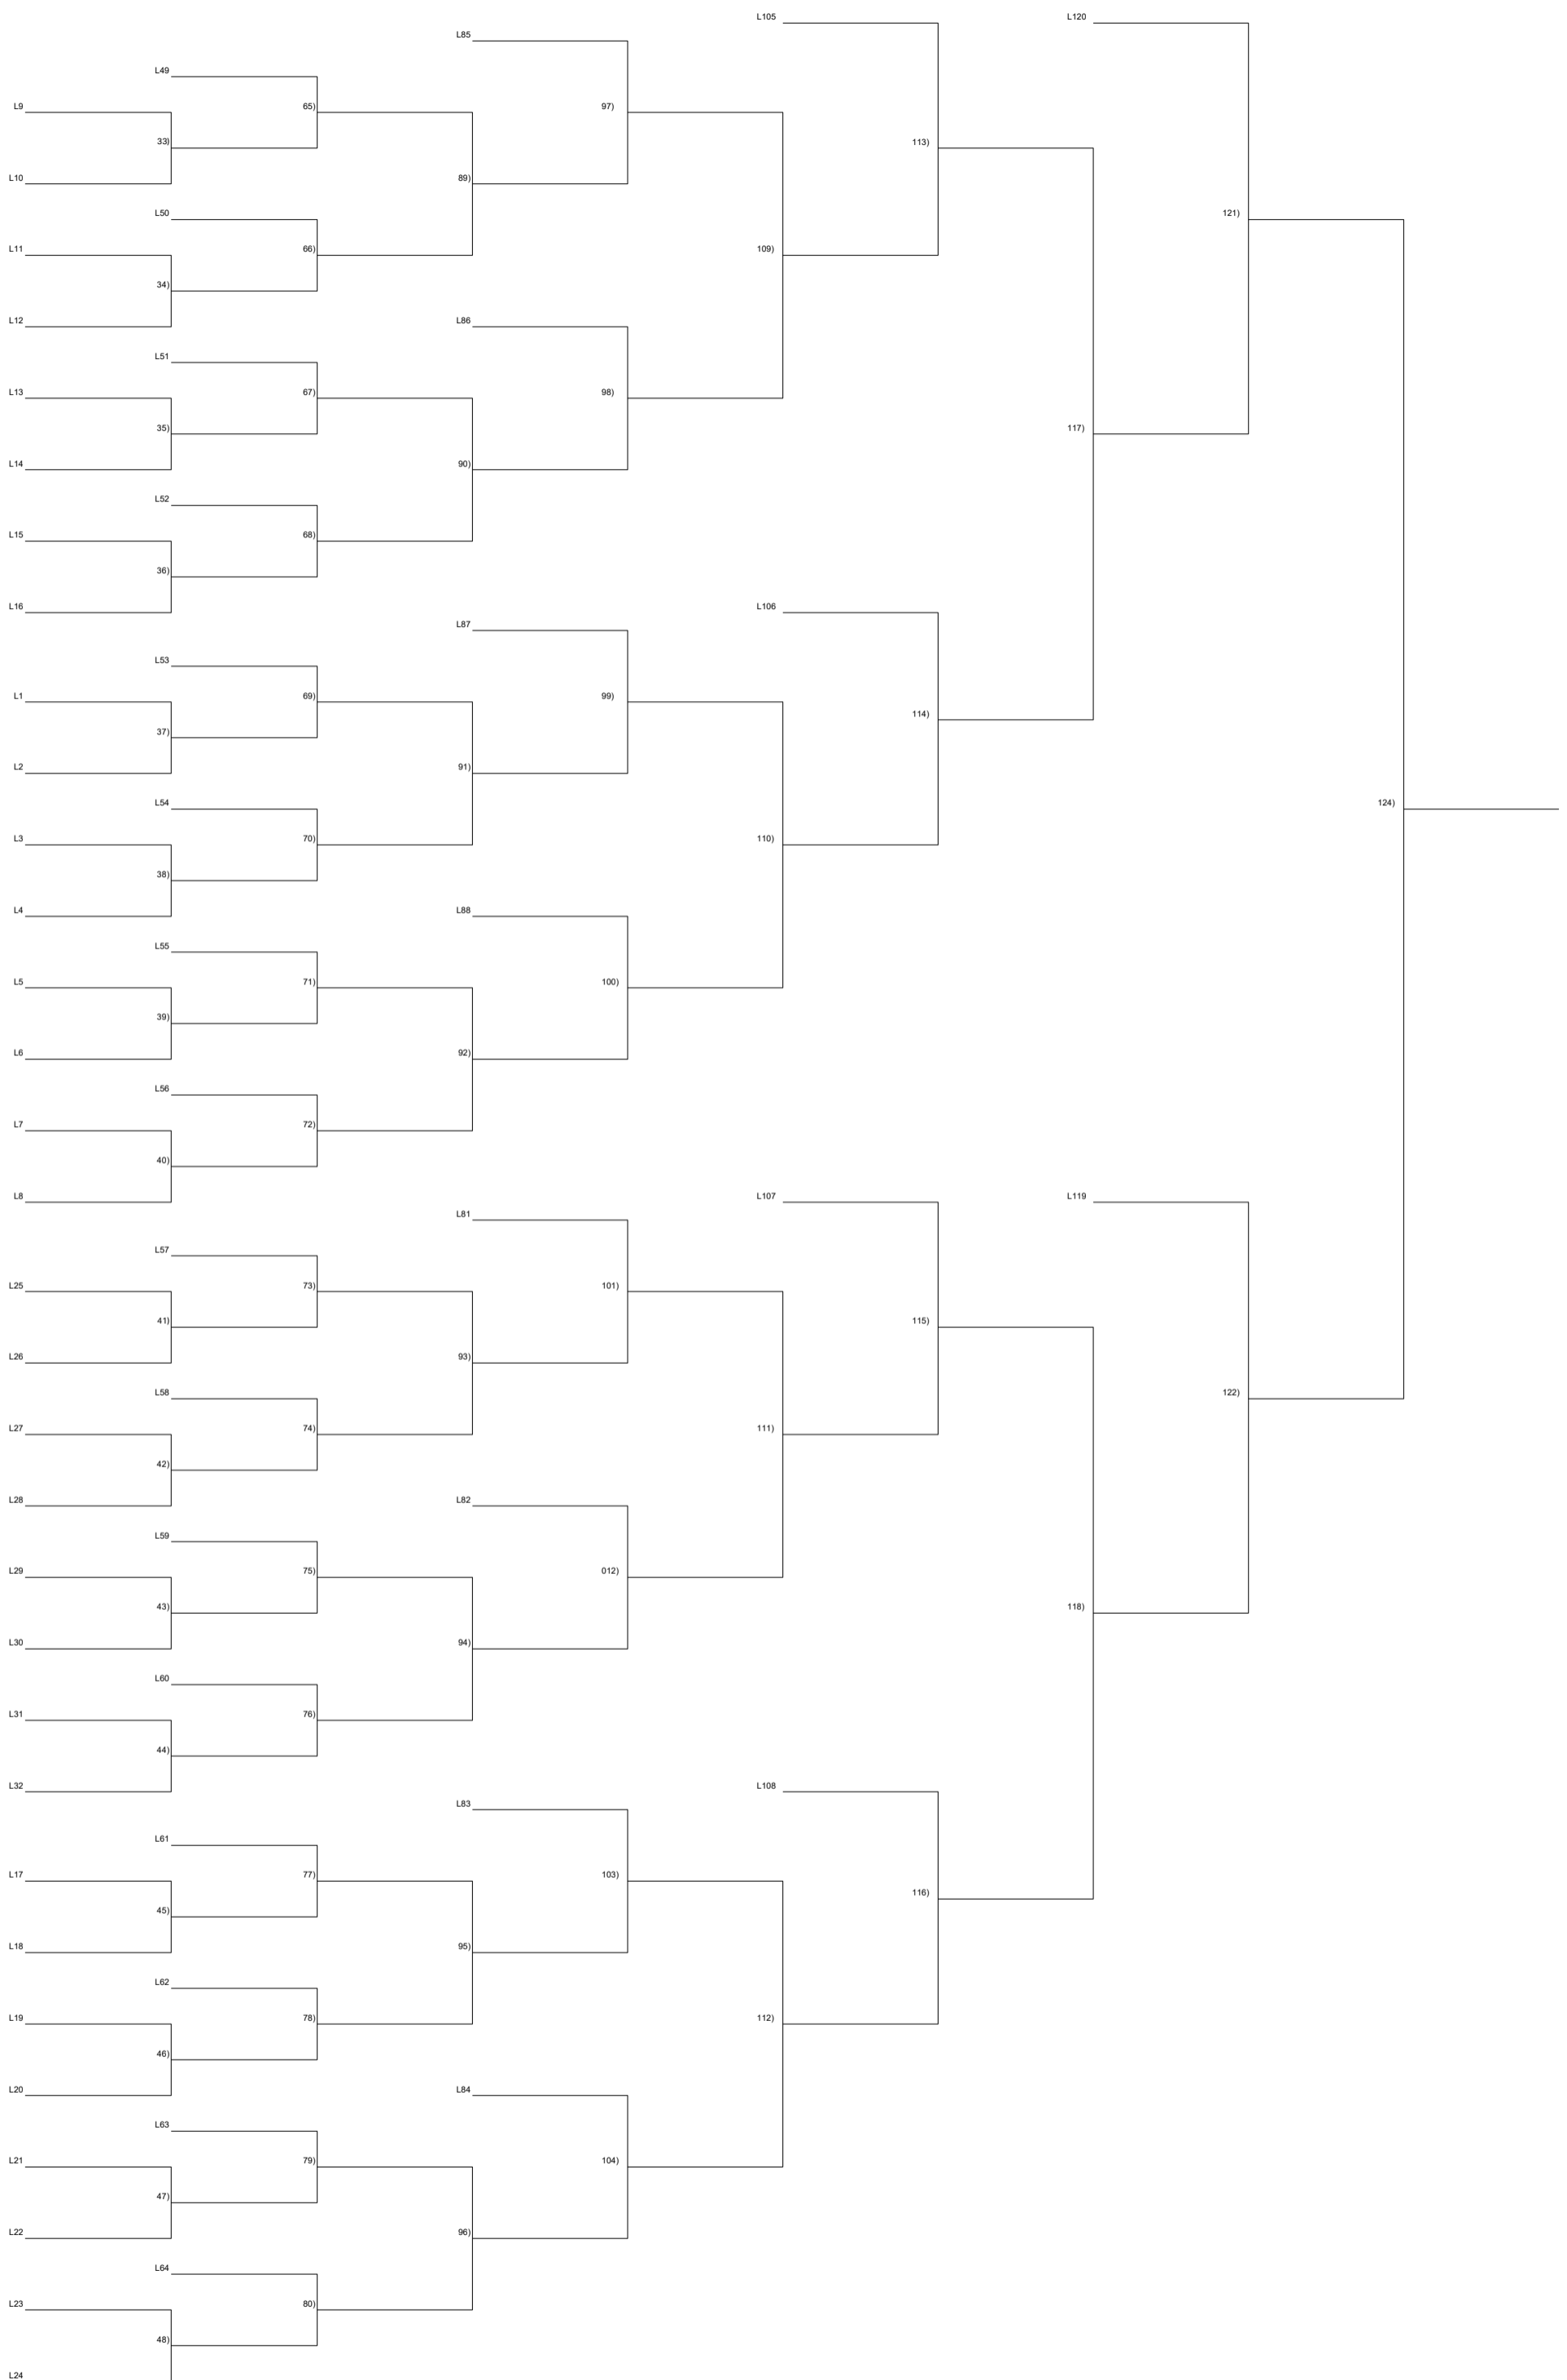 L105 L120
L85
L49
L9 65) 97)
33) 113)
L10 89)
L50 121)
L11 66) 109)
34)
L12 L86
L51
L13 67) 98)
35) 117)
L14 90)
L52
L15 68)
36)
L16 L106
L87
L53
L1 69) 99)
37) 114)
L2 91)
L54 124)
L3 70) 110)
38)
L4 L88
L55
L5 71) 100)
39)
L6 92)
L56
L7 72)
40)
L8 L107 L119
L81
L57
L25 73) 101)
41) 115)
L26 93)
L58 122)
L27 74) 111)
42)
L28 L82
L59
L29 75) 012)
43) 118)
L30 94)
L60
L31 76)
44)
L32 L108
L83
L61
L17 77) 103)
45) 116)
L18 95)
L62
L19 78) 112)
46)
L20 L84
L63
L21 79) 104)
47)
L22 96)
L64
L23 80)
48)
L24